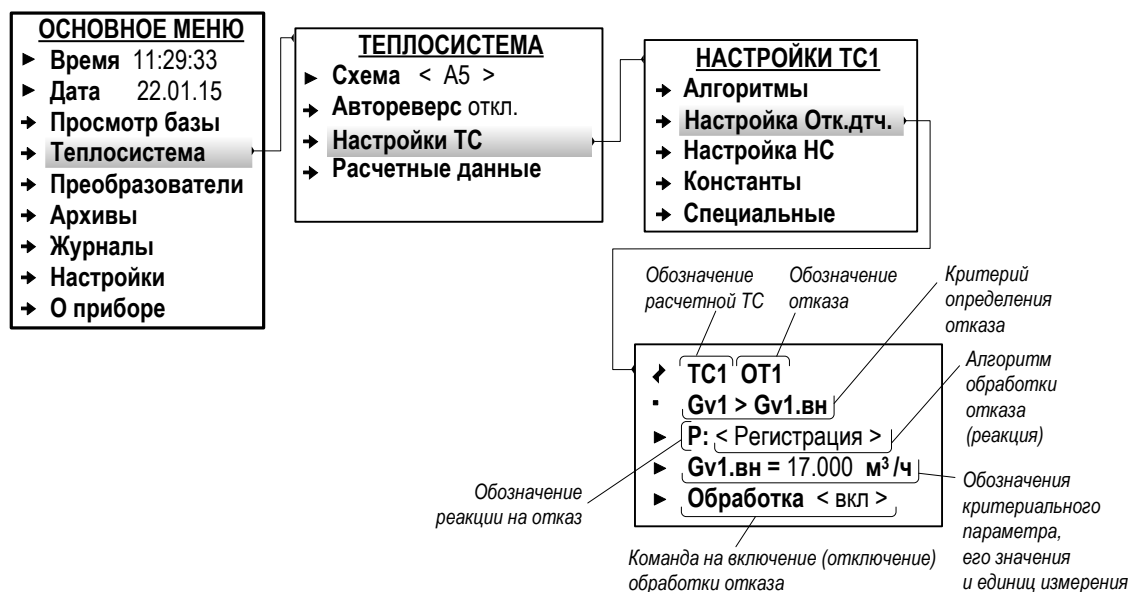 ОСНОВНОЕ МЕНЮ
Время 11:29:33
Дата 22.01.15
Просмотр базы
Теплосистема
Преобразователи
Архивы
Журналы
Настройки
О приборе
ТЕПЛОСИСТЕМА
Схема < А5 >
Автореверс откл.
Настройки ТС
Расчетные данные
НАСТРОЙКИ ТС1
Алгоритмы
Настройка Отк.дтч.
Настройка НС
Константы
Специальные
Обозначение
расчетной ТС
Обозначение
отказа
Критерий
определения
отказа
ТС1 ОТ1
Gv1 > Gv1.вн
Р: < Регистрация >
Gv1.вн = 17.000 м³/ч
Обработка < вкл >
Алгоритм
обработки
отказа
(реакция)
Обозначение
реакции на отказ
Обозначения
критериального
параметра,
его значения
и единиц измерения
Команда на включение (отключение)
обработки отказа